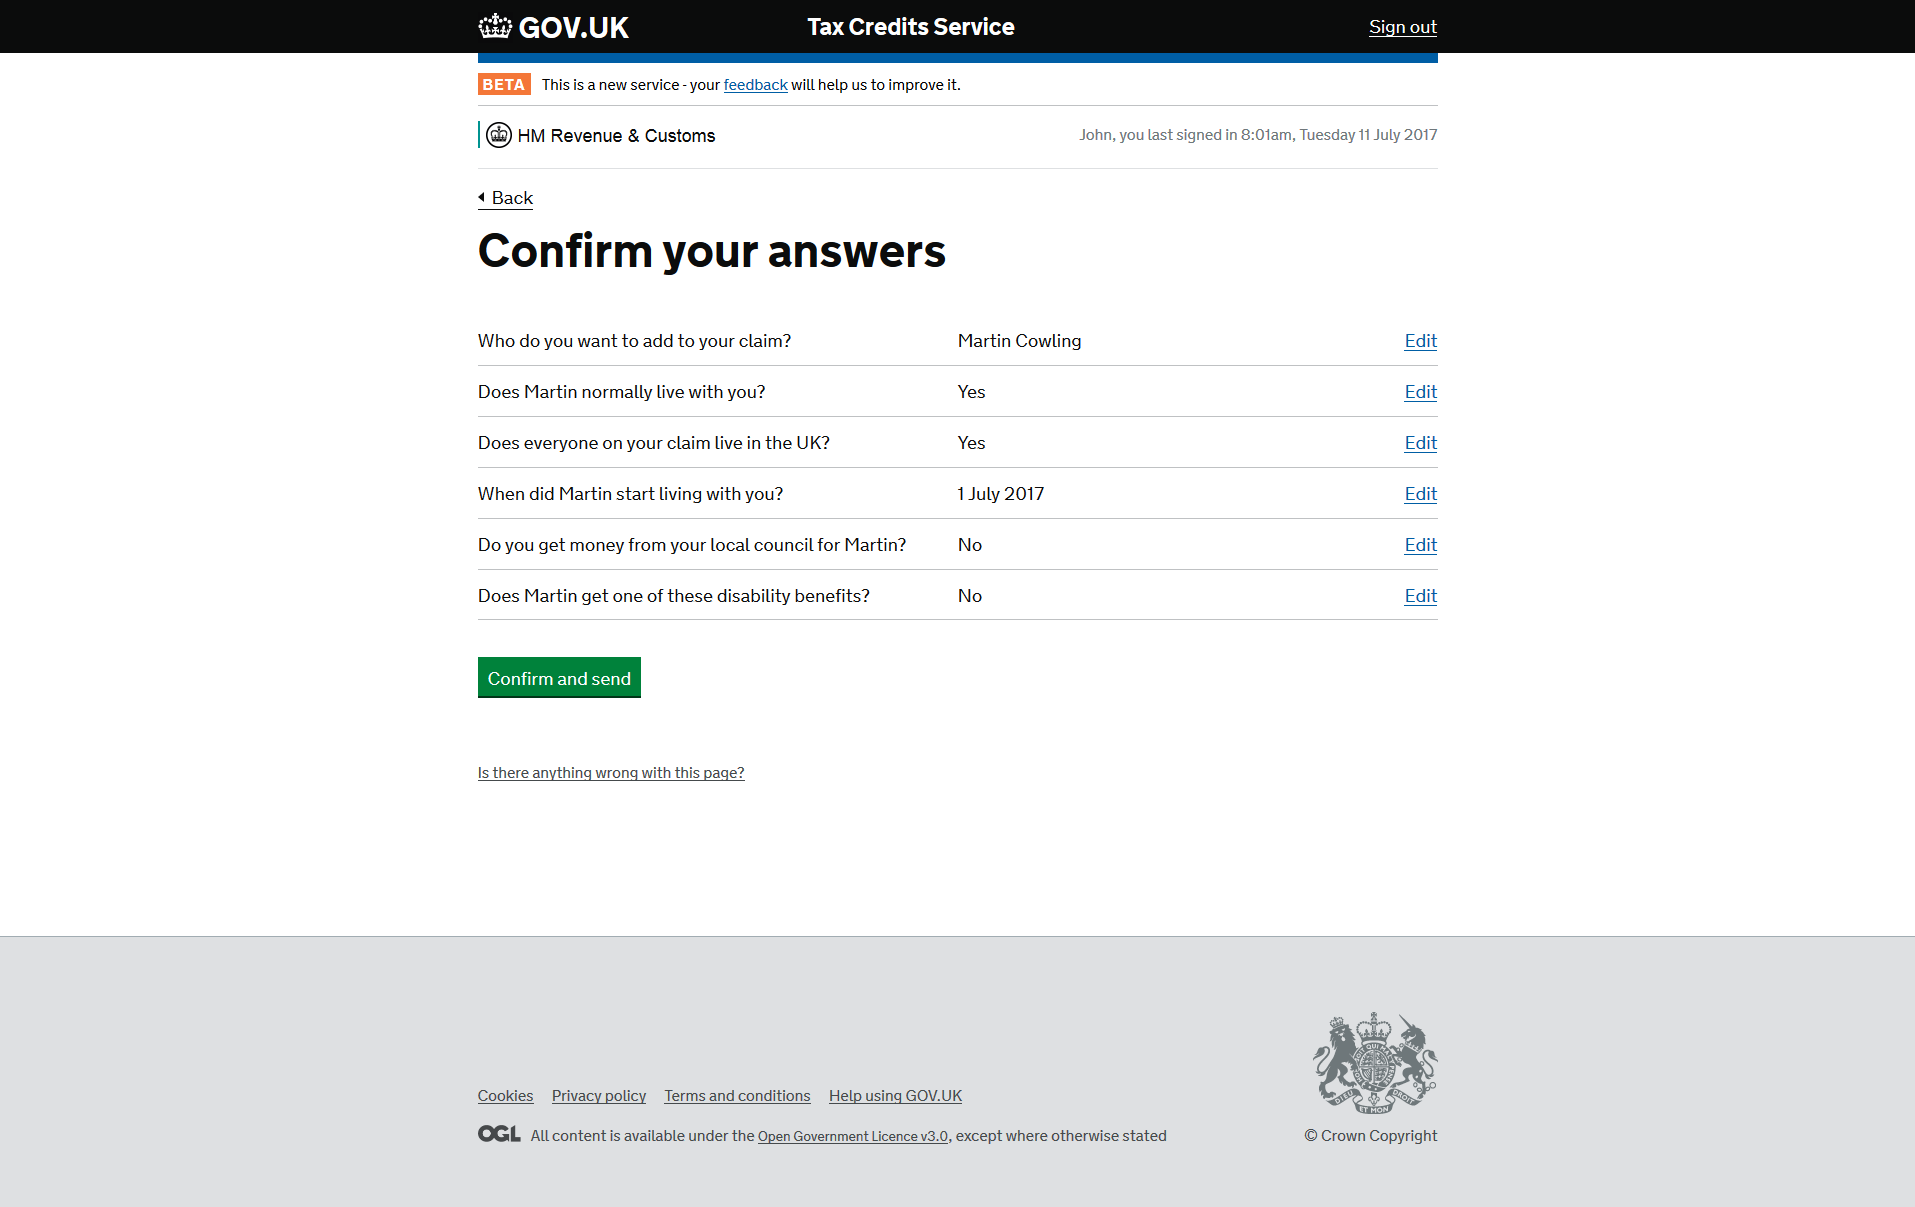 GOV.UK Tax Credits Service Sign out
BETA This is a new service - your feedback will help us to improve it.
HM Revenue & Customs John, you last signed in 8:01am, Tuesday 11 July 2017
Back
Confirm your answers
Who do you want to add to your claim? Martin Cowling Edit
Does Martin normally live with you? Yes Edit
Does everyone on your claim live in the UK? Yes Edit
When did Martin start living with you? 1 July 2017 Edit
Do you get money from your local council for Martin? No Edit
Does Martin get one of these disability benefits? No Edit
Confirm and send
Is there anything wrong with this page?
Cookies Privacy policy Terms and conditions Help using GOV.UK
DIEU ET MON DROIT
OGL All content is available under the Open Government Licence v3.0, except where otherwise stated © Crown Copyright